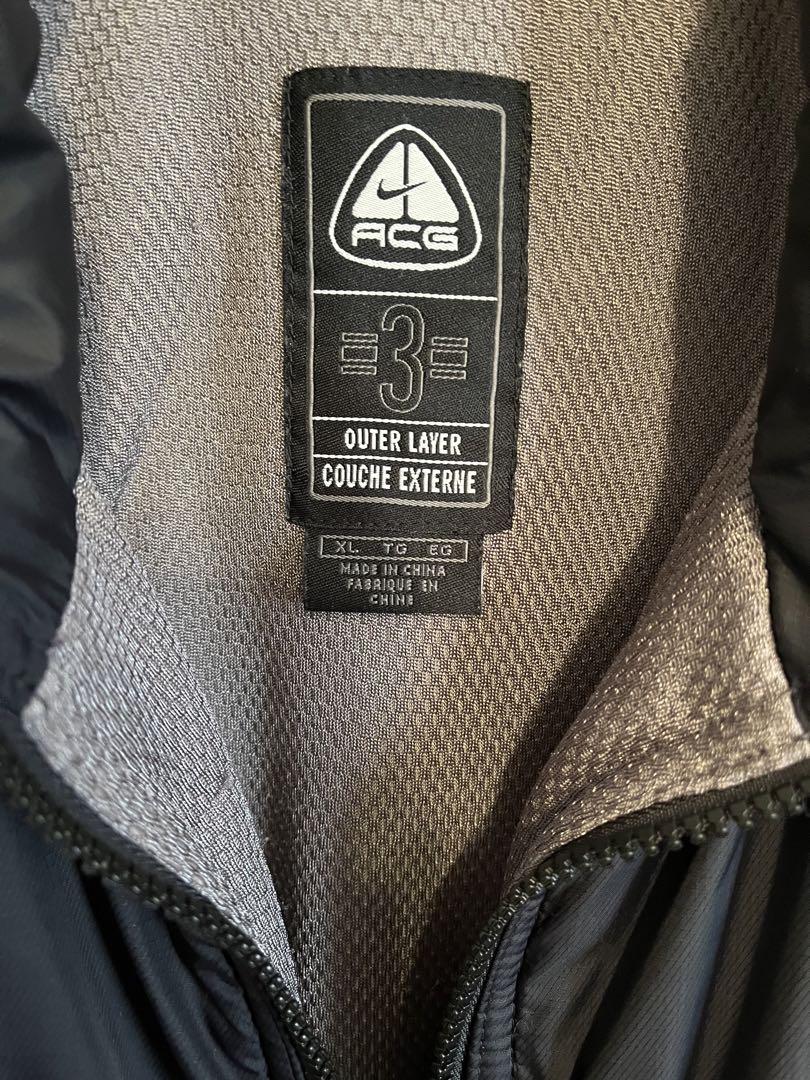 ACG
3
OUTER LAYER
COUCHE EXTERNE
XL TG EG
MADE IN CHINA
FABRIQUE EN
CHINE